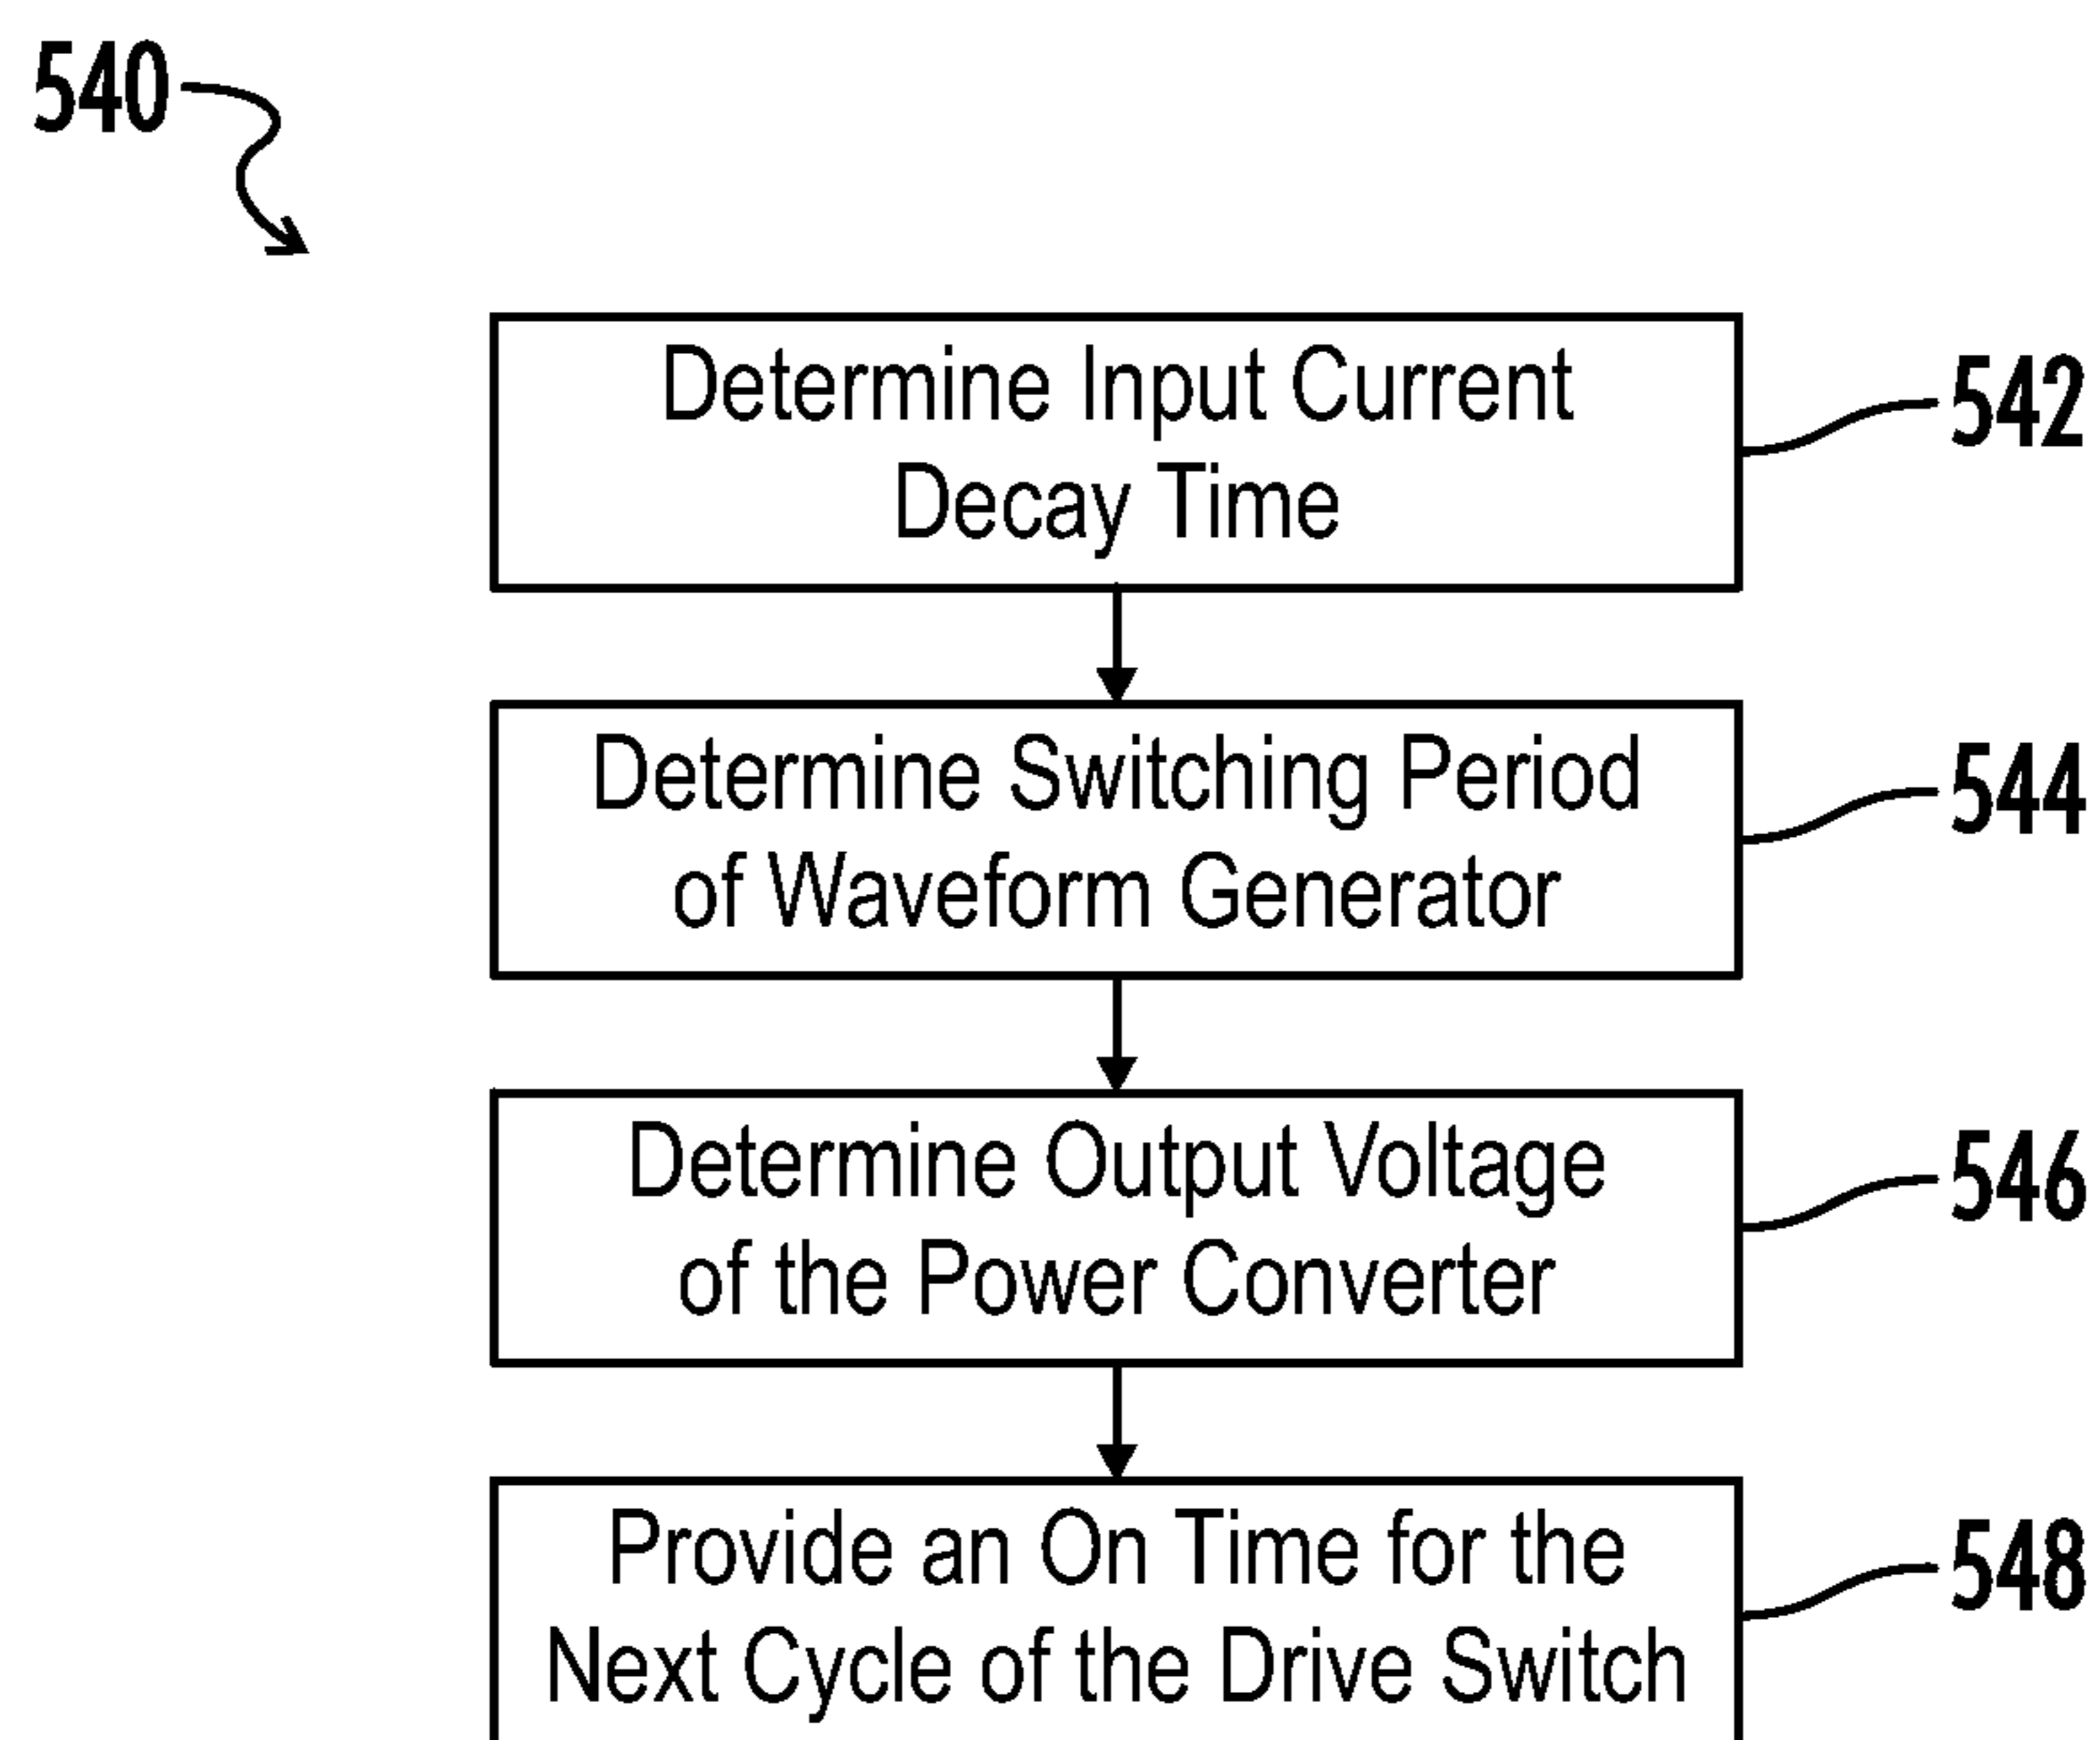 540
Determine Input Current
Decay Time
542
Determine Switching Period
of Waveform Generator
544
Determine Output Voltage
of the Power Converter
546
Provide an On Time for the
Next Cycle of the Drive Switch
548